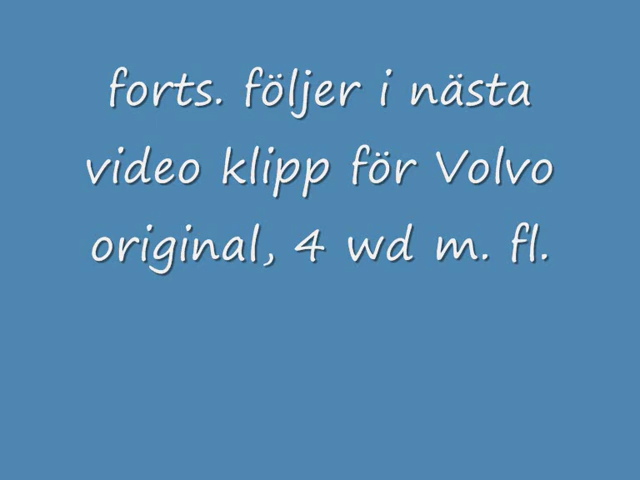 forts. följer i nästa
video klipp för Volvo
original, 4 wd m. fl.